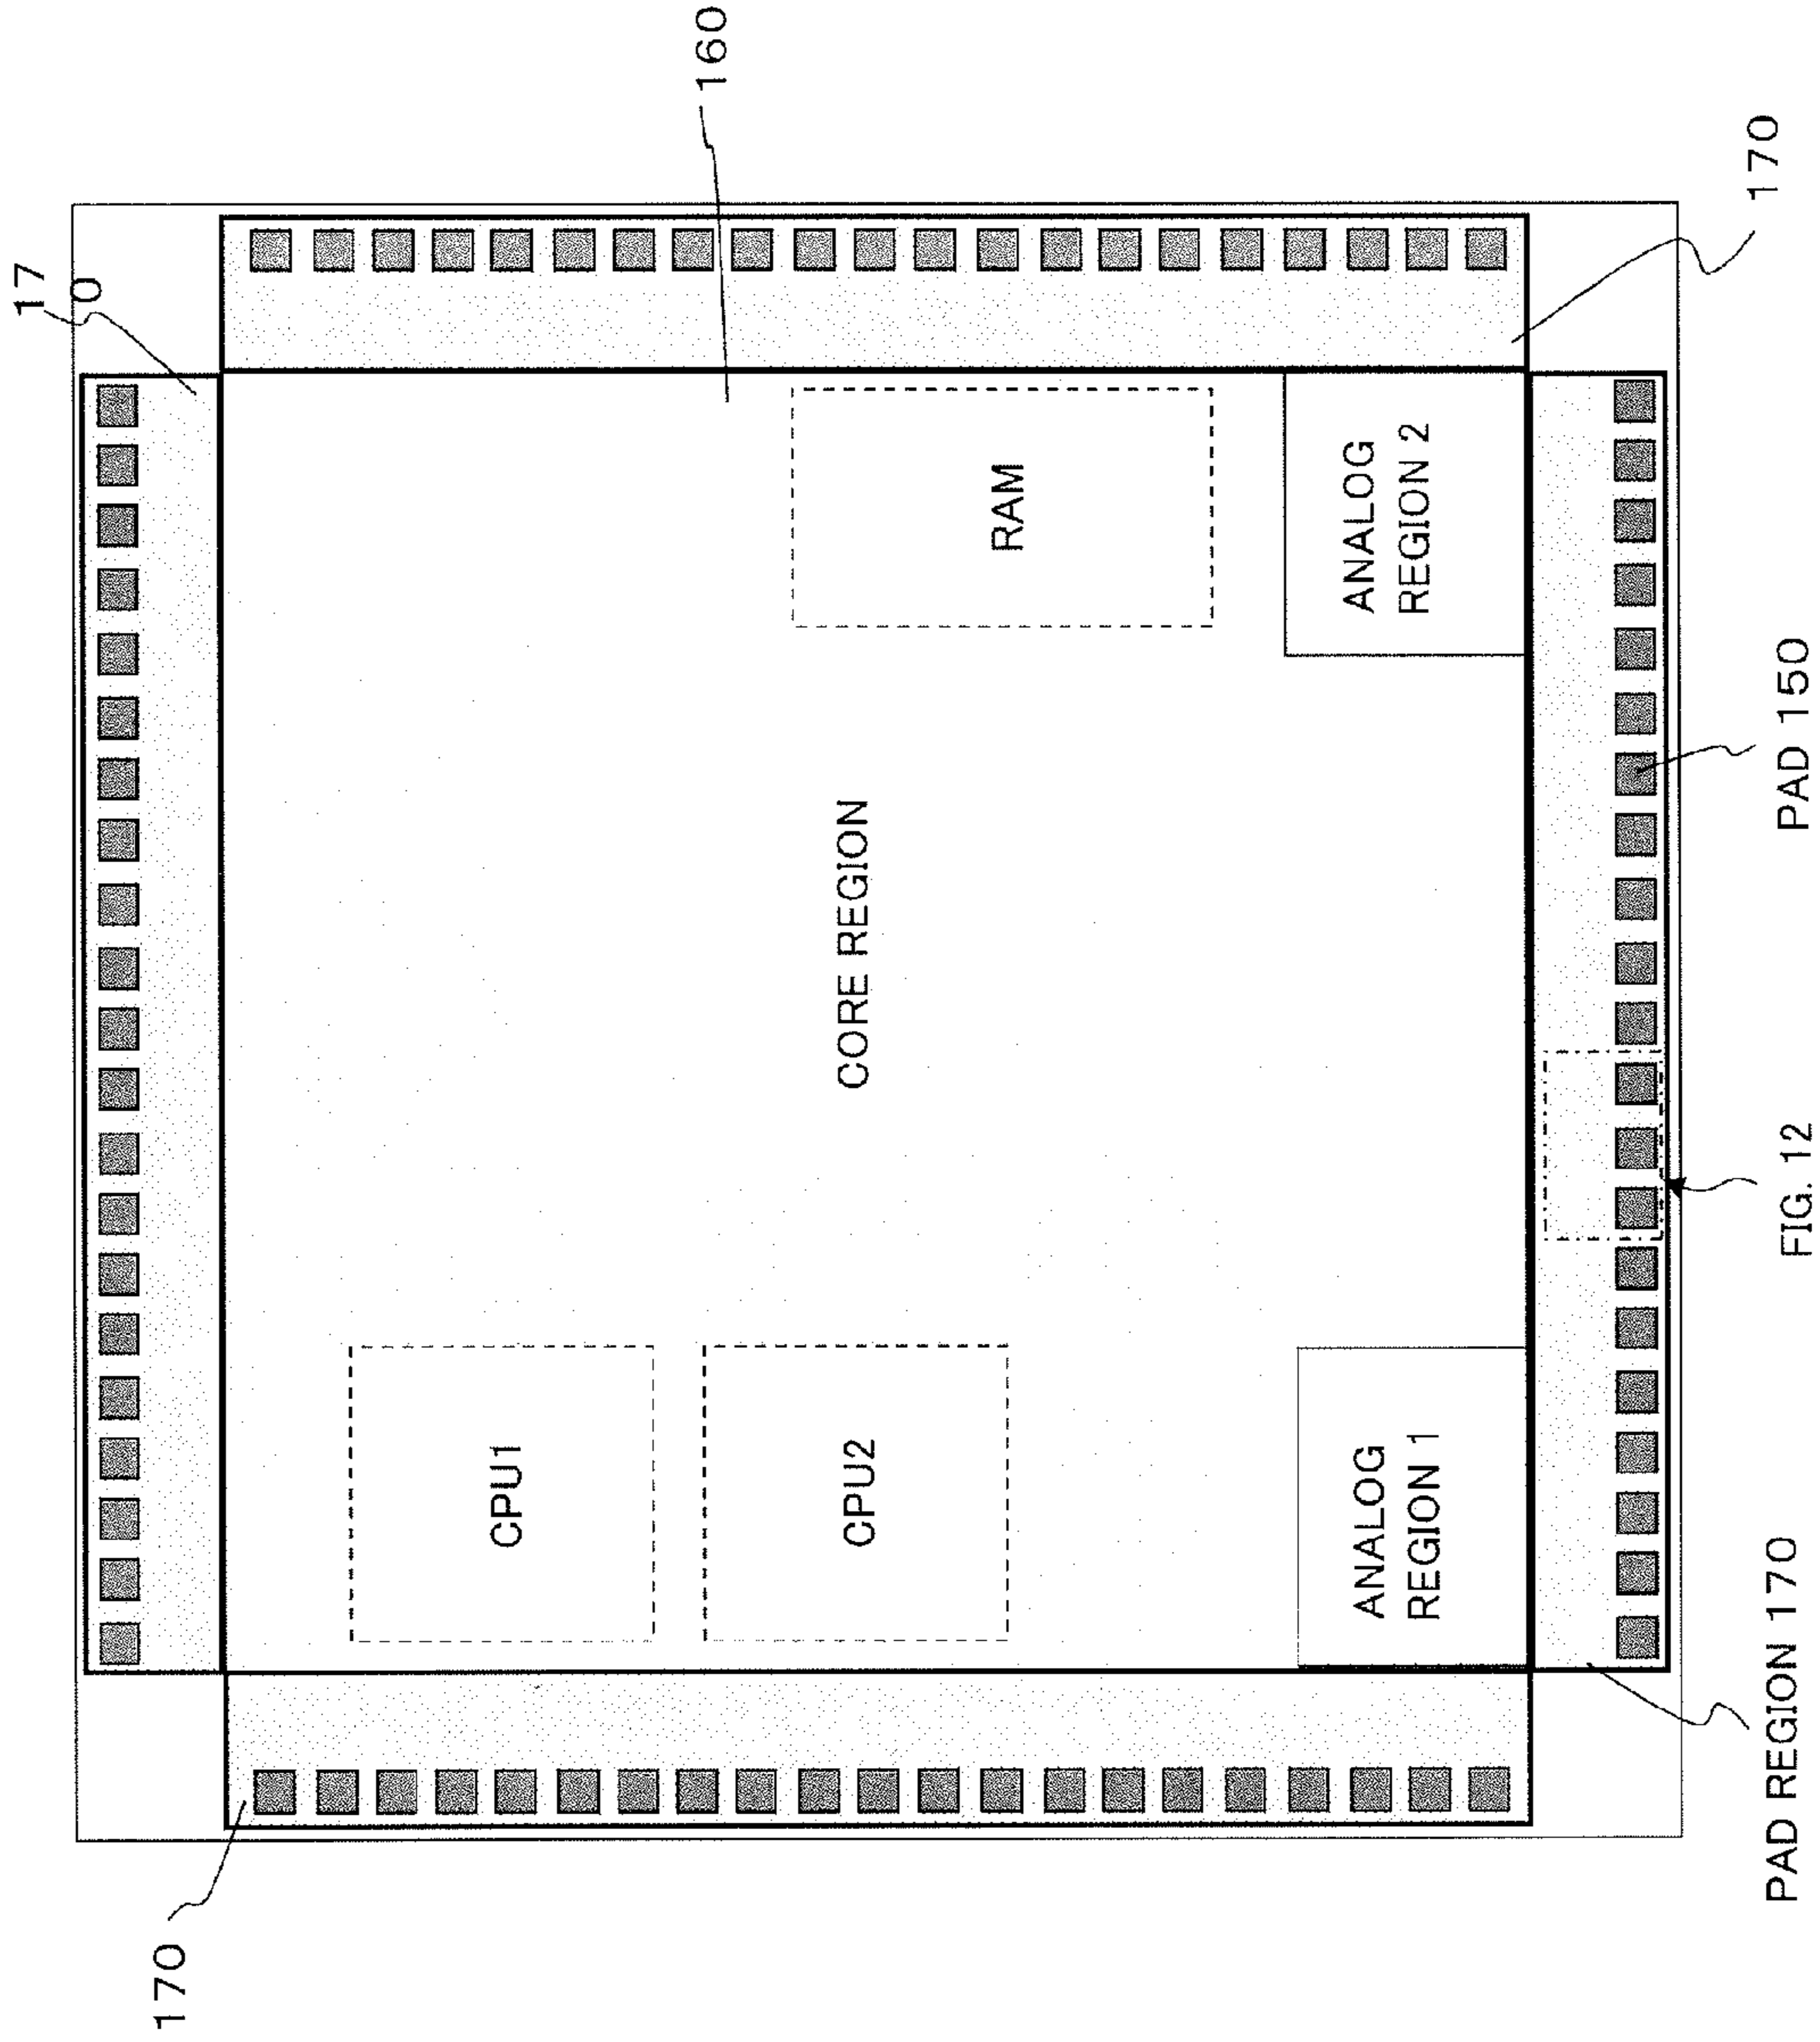 17
0
170
CPU1
160
CPU2
CORE REGION
RAM
ANALOG
REGION 1
ANALOG
REGION 2
170
PAD REGION 170
FIG. 12
PAD 150